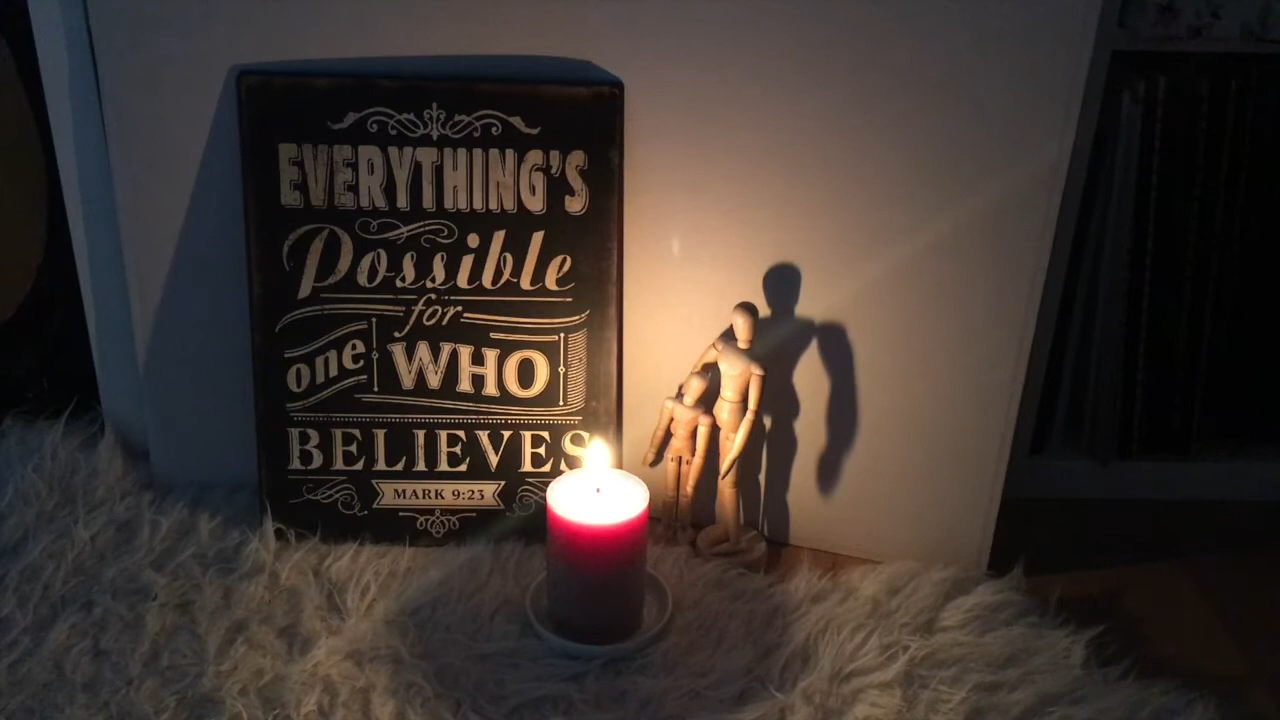 EVERYTHING'S
Possible
for
one WHO
BELIEVES
MARK 9:23